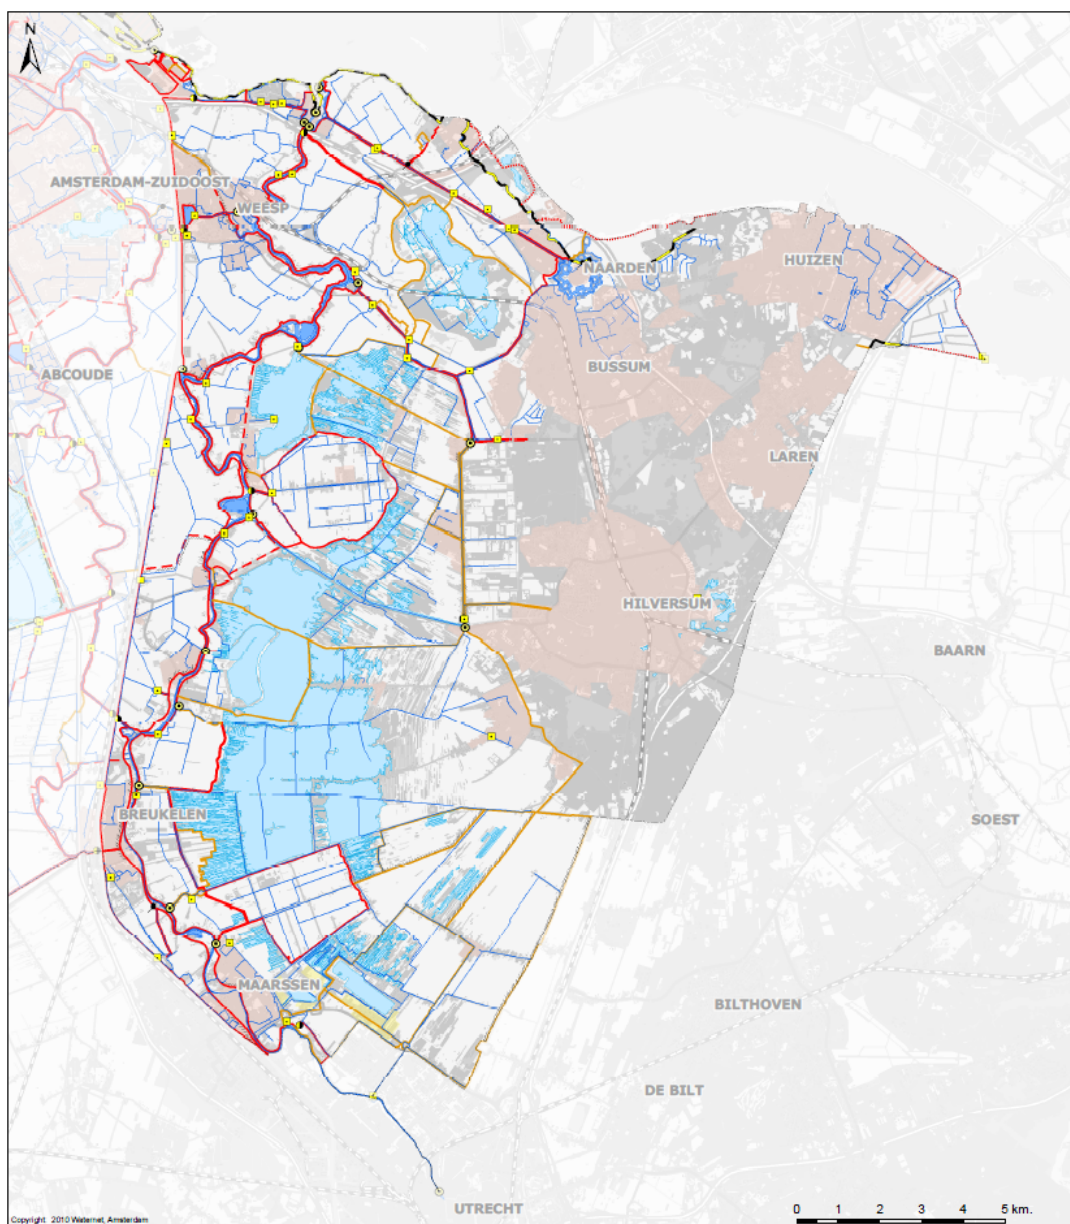 N
AMSTERDAM-ZUIDOOST
WEESP
NAARDEN
HUIZEN
ABCOUDE
BUSSUM
LAREN
HILVERSUM
BAARN
BREUKELEN
SOEST
MAARSSEN
BILTHOVEN
DE BILT
UTRECHT
0 1 2 3 4 5 km.
Copyright 2010 Waternet, Amsterdam